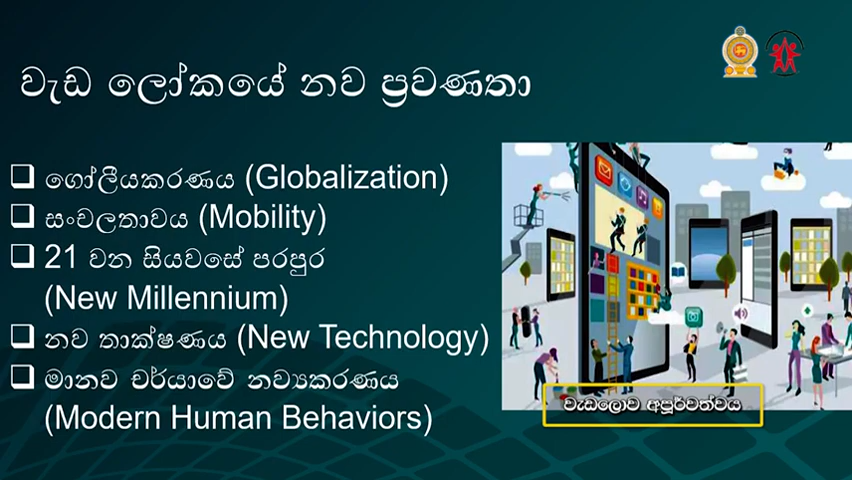 වැඩ ලෝකයේ නව ප්‍රවණතා
❑ ගෝලීයකරණය (Globalization)
❑ සංචලතාවය (Mobility)
❑ 21 වන සියවසේ පරපුර
(New Millennium)
❑ නව තාක්ෂණය (New Technology)
❑ මානව චර්යාවේ නව්‍යකරණය
(Modern Human Behaviors)
වැඩලොව අපූර්වත්වය